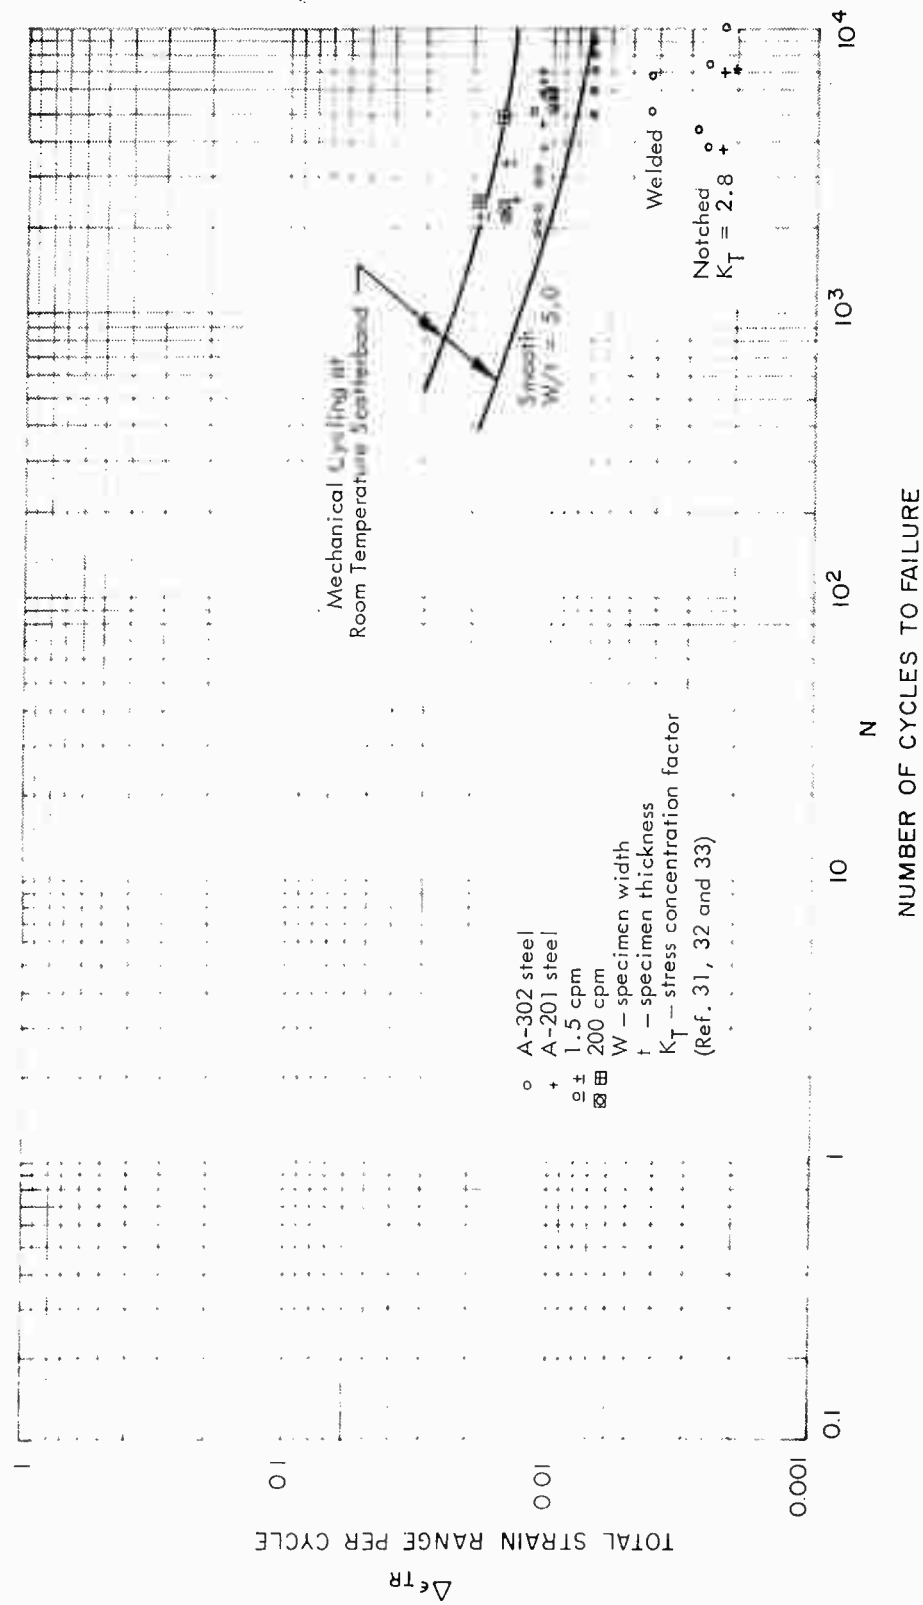 TOTAL STRAIN RANGE PER CYCLE
Δε TR
1
0 1
0 01
0.001
Mechanical Cycling at
Room Temperature Scatterband
Smooth
W/t = 5.0
Welded
Notched
K_T = 2.8
○ A-302 steel
+ A-201 steel
1.5 cpm
200 cpm
W – specimen width
t – specimen thickness
K_T – stress concentration factor
(Ref. 31, 32 and 33)
0.1
1
10
10²
10³
10⁴
N
NUMBER OF CYCLES TO FAILURE